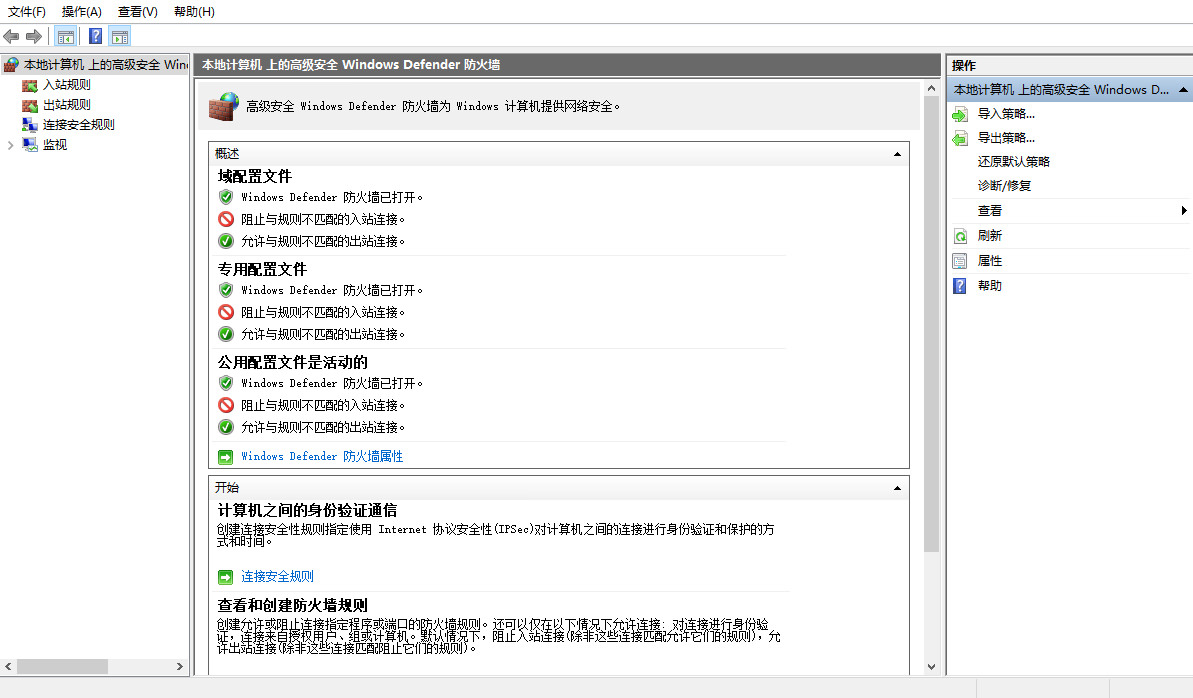 文件(F) 操作(A) 查看(V) 帮助(H)
本地计算机 上的高级安全 Win
入站规则
出站规则
连接安全规则
监视
本地计算机 上的高级安全 Windows Defender 防火墙
高级安全 Windows Defender 防火墙为 Windows 计算机提供网络安全。
概述
域配置文件
Windows Defender 防火墙已打开。
阻止与规则不匹配的入站连接。
允许与规则不匹配的出站连接。
专用配置文件
Windows Defender 防火墙已打开。
阻止与规则不匹配的入站连接。
允许与规则不匹配的出站连接。
公用配置文件是活动的
Windows Defender 防火墙已打开。
阻止与规则不匹配的入站连接。
允许与规则不匹配的出站连接。
Windows Defender 防火墙属性
开始
计算机之间的身份验证通信
创建连接安全性规则指定使用 Internet 协议安全性(IPSec)对计算机之间的连接进行身份验证和保护的方
式和时间。
连接安全规则
查看和创建防火墙规则
创建允许或阻止连接指定程序或端口的防火墙规则。还可以仅在以下情况下允许连接: 对连接进行身份验
证，连接来自授权用户、组或计算机。默认情况下，阻止入站连接(除非这些连接匹配允许它们的规则)，允
许出站连接(除非这些连接匹配阻止它们的规则)。
操作
本地计算机 上的高级安全 Windows D...
导入策略...
导出策略...
还原默认策略
诊断/修复
查看
刷新
属性
帮助